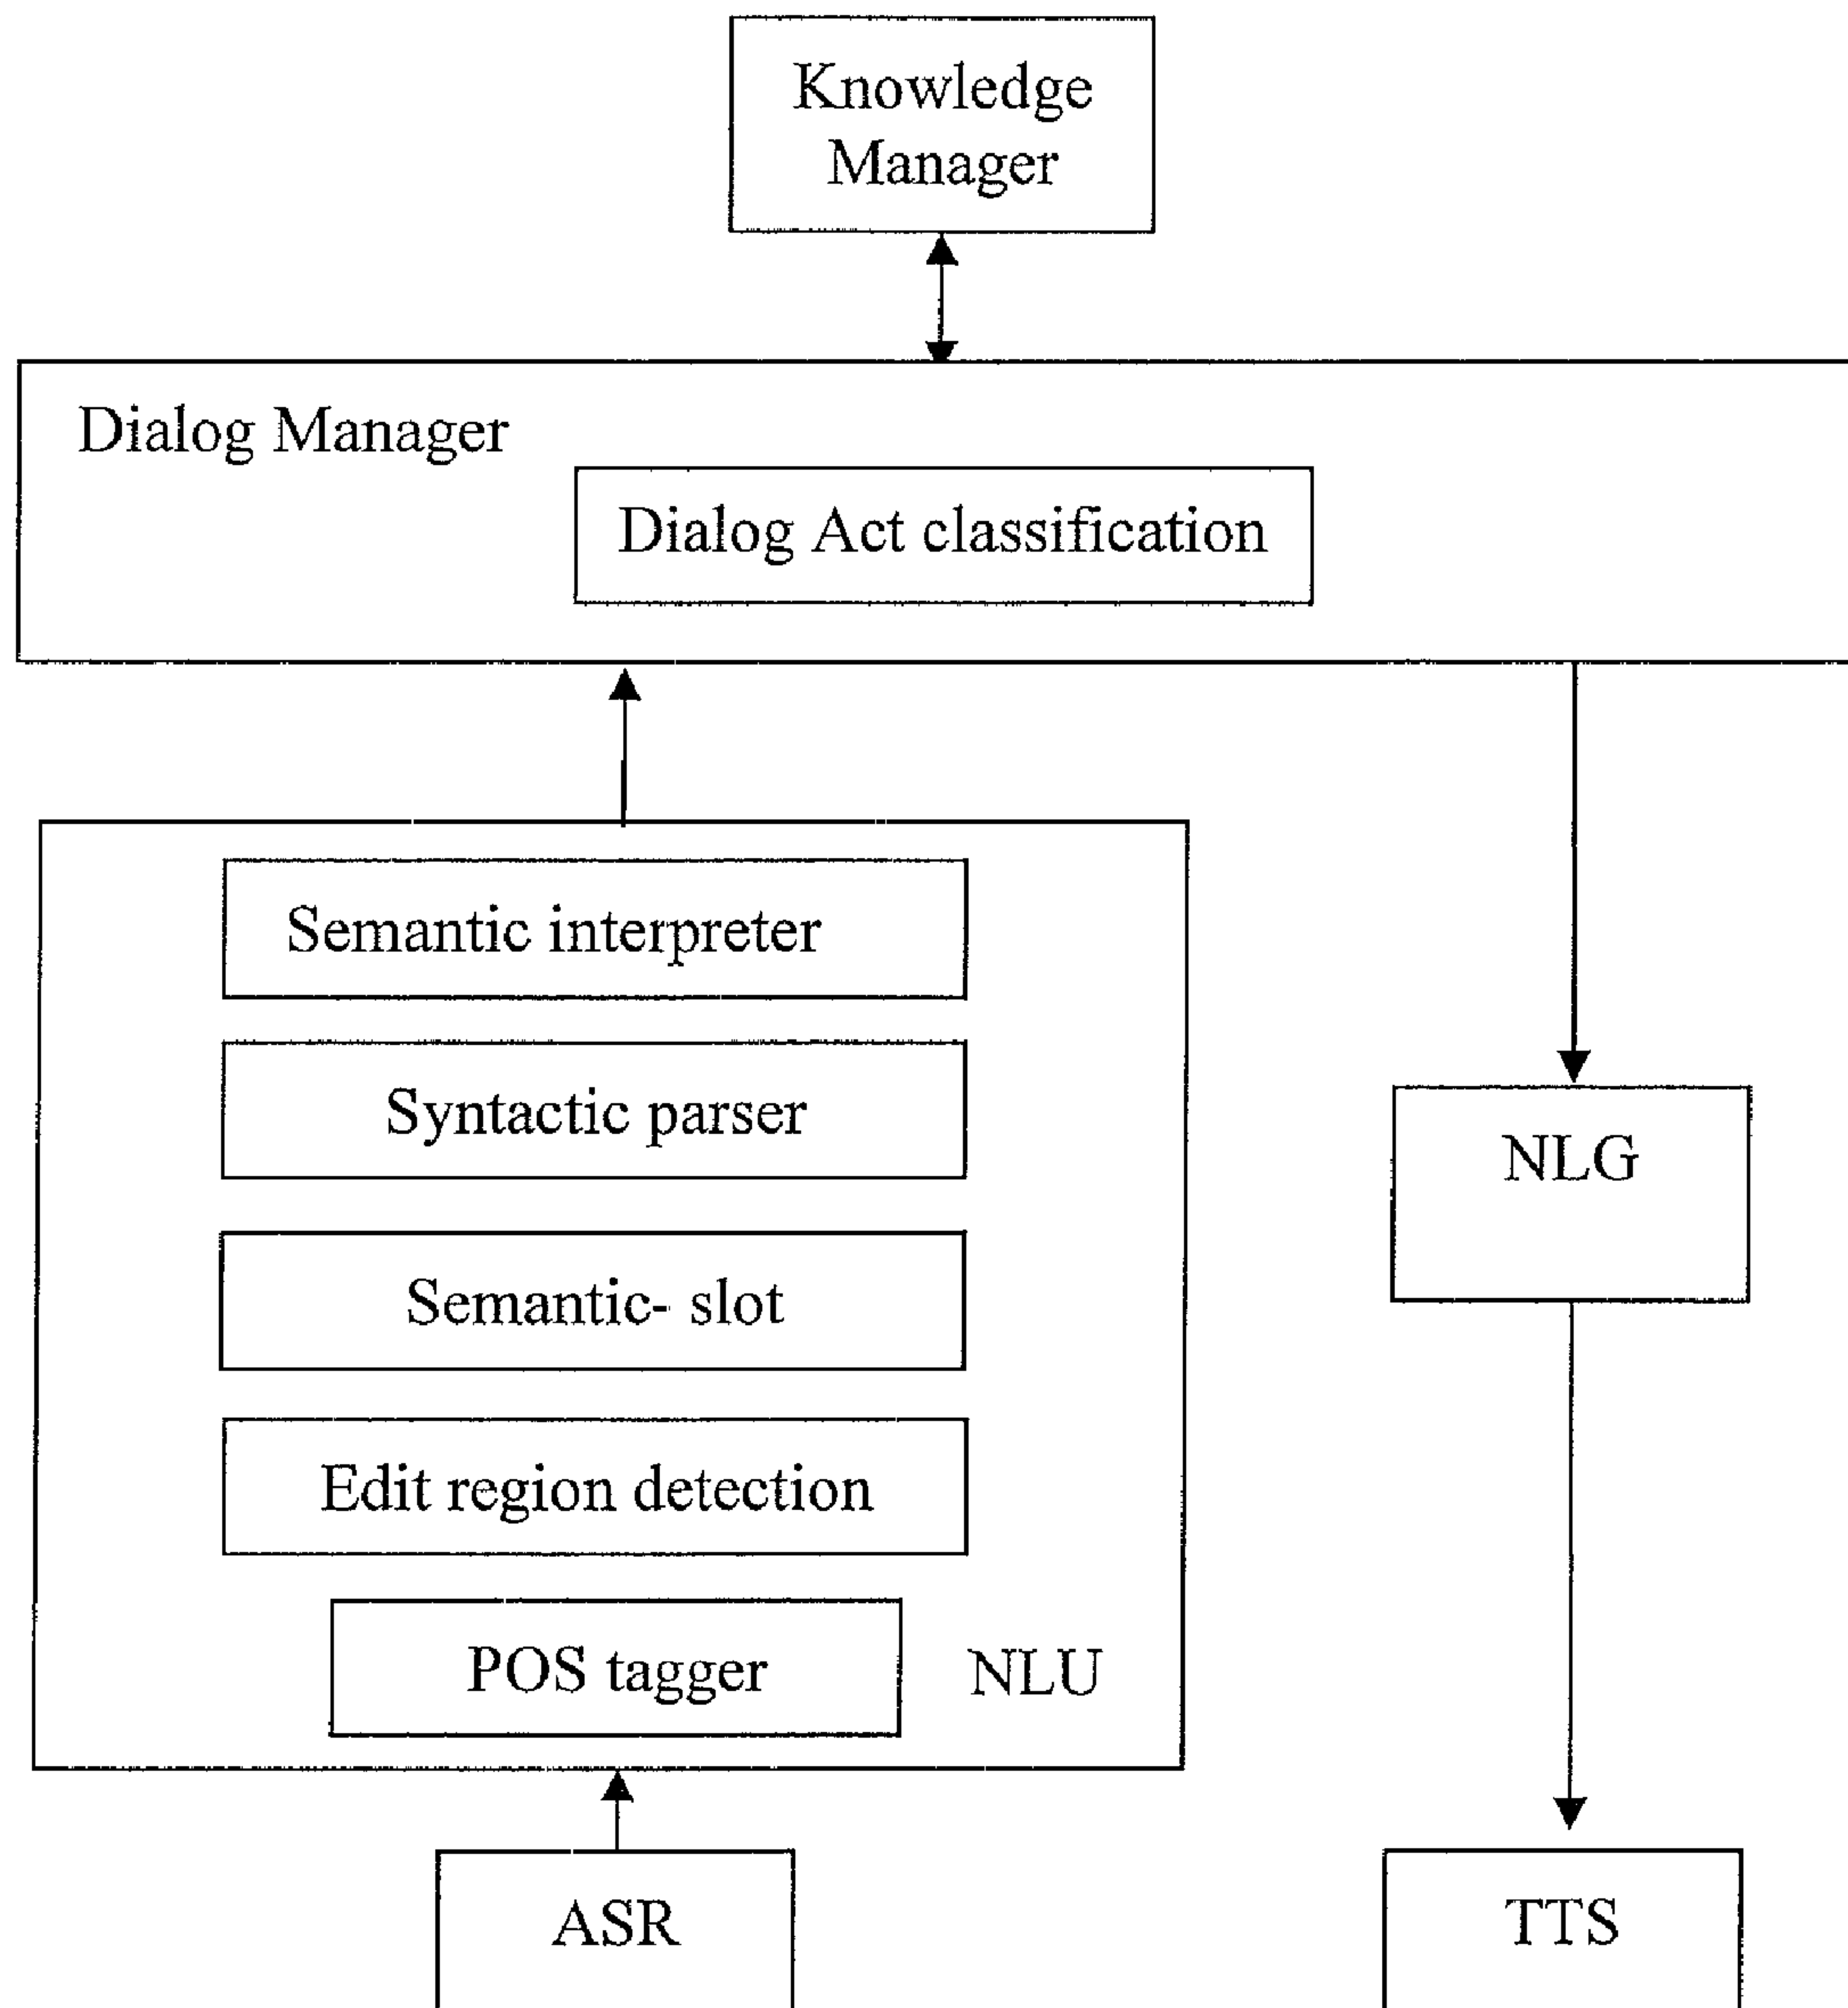 Knowledge
Manager
Dialog Manager
Dialog Act classification
Semantic interpreter
Syntactic parser
Semantic- slot
Edit region detection
POS tagger
NLU
NLG
ASR
TTS